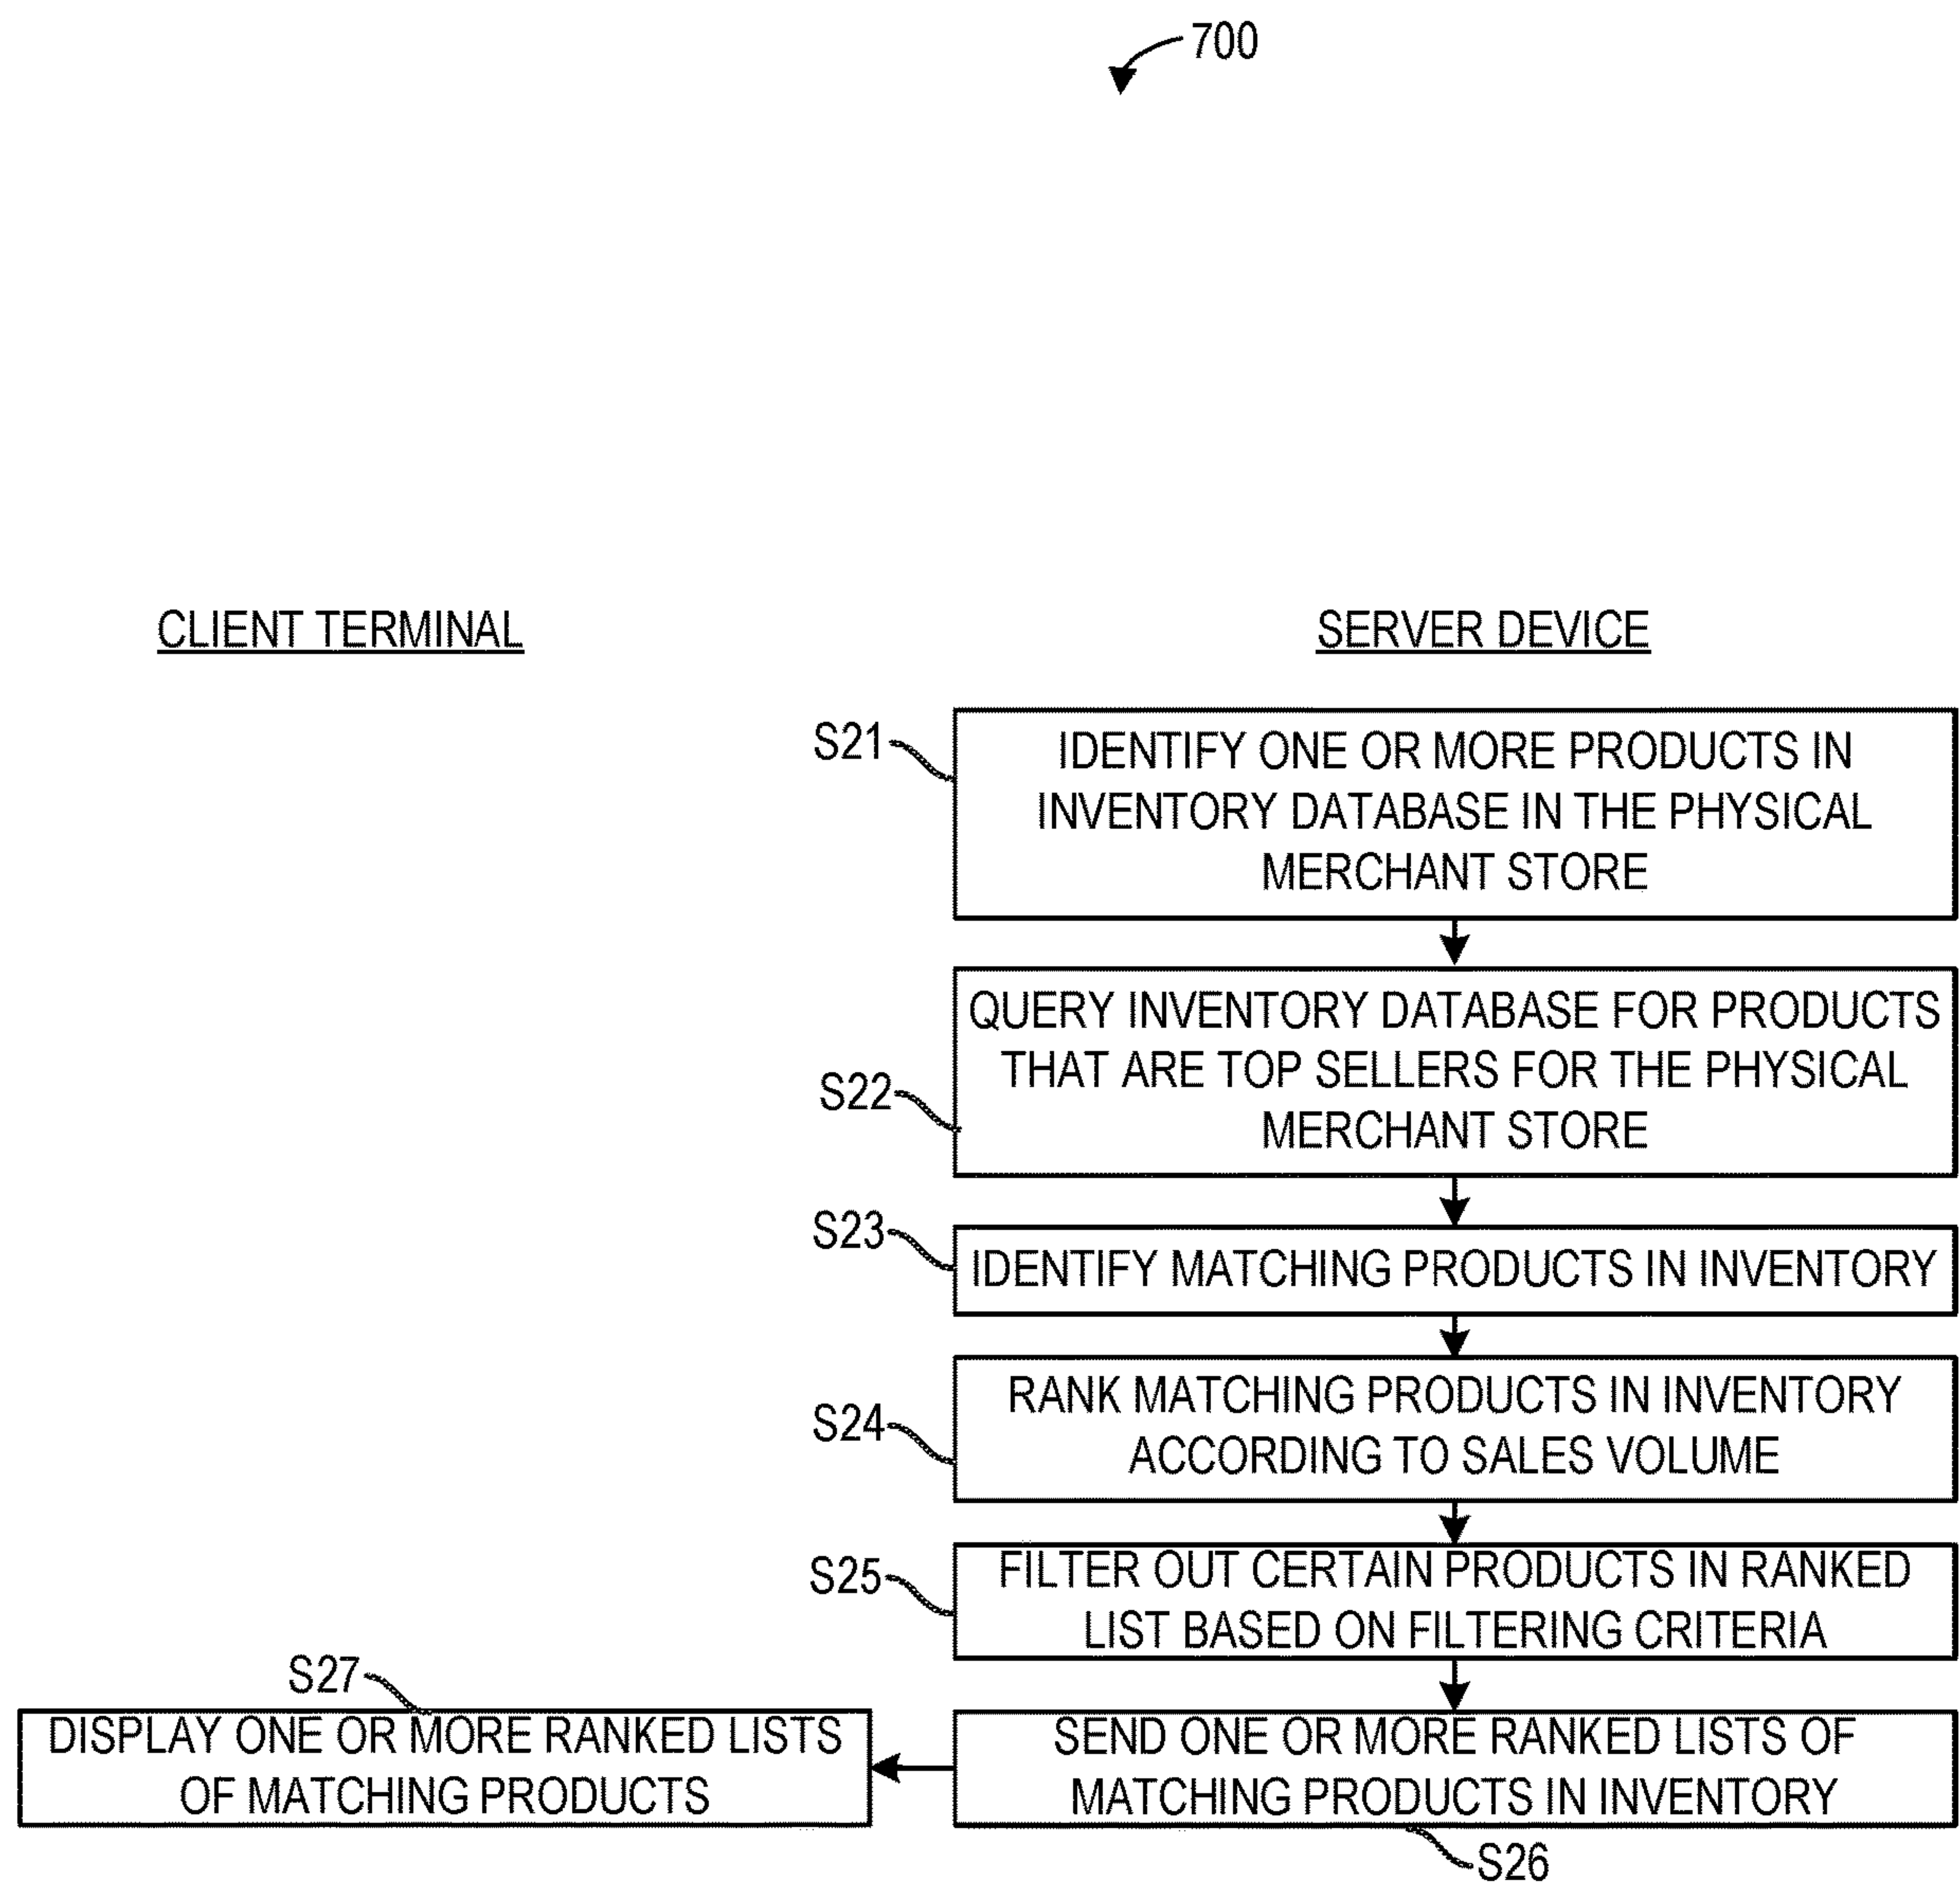 700
CLIENT TERMINAL
SERVER DEVICE
S21
IDENTIFY ONE OR MORE PRODUCTS IN
INVENTORY DATABASE IN THE PHYSICAL
MERCHANT STORE
S22
QUERY INVENTORY DATABASE FOR PRODUCTS
THAT ARE TOP SELLERS FOR THE PHYSICAL
MERCHANT STORE
S23
IDENTIFY MATCHING PRODUCTS IN INVENTORY
S24
RANK MATCHING PRODUCTS IN INVENTORY
ACCORDING TO SALES VOLUME
S25
FILTER OUT CERTAIN PRODUCTS IN RANKED
LIST BASED ON FILTERING CRITERIA
S27
DISPLAY ONE OR MORE RANKED LISTS
OF MATCHING PRODUCTS
SEND ONE OR MORE RANKED LISTS OF
MATCHING PRODUCTS IN INVENTORY
S26